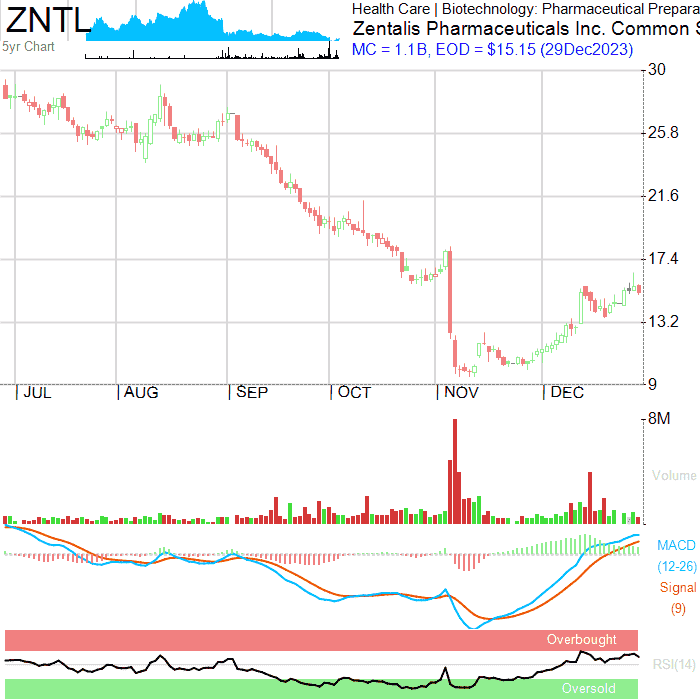 ZNTL
5yr Chart
Health Care | Biotechnology: Pharmaceutical Prepara
Zentalis Pharmaceuticals Inc. Common S
MC = 1.1B, EOD = $15.15 (29Dec2023)
30
25.8
21.6
17.4
13.2
9
JUL
AUG
SEP
OCT
NOV
DEC
8M
Volume
MACD
(12-26)
Signal
(9)
Overbought
RSI(14)
Oversold